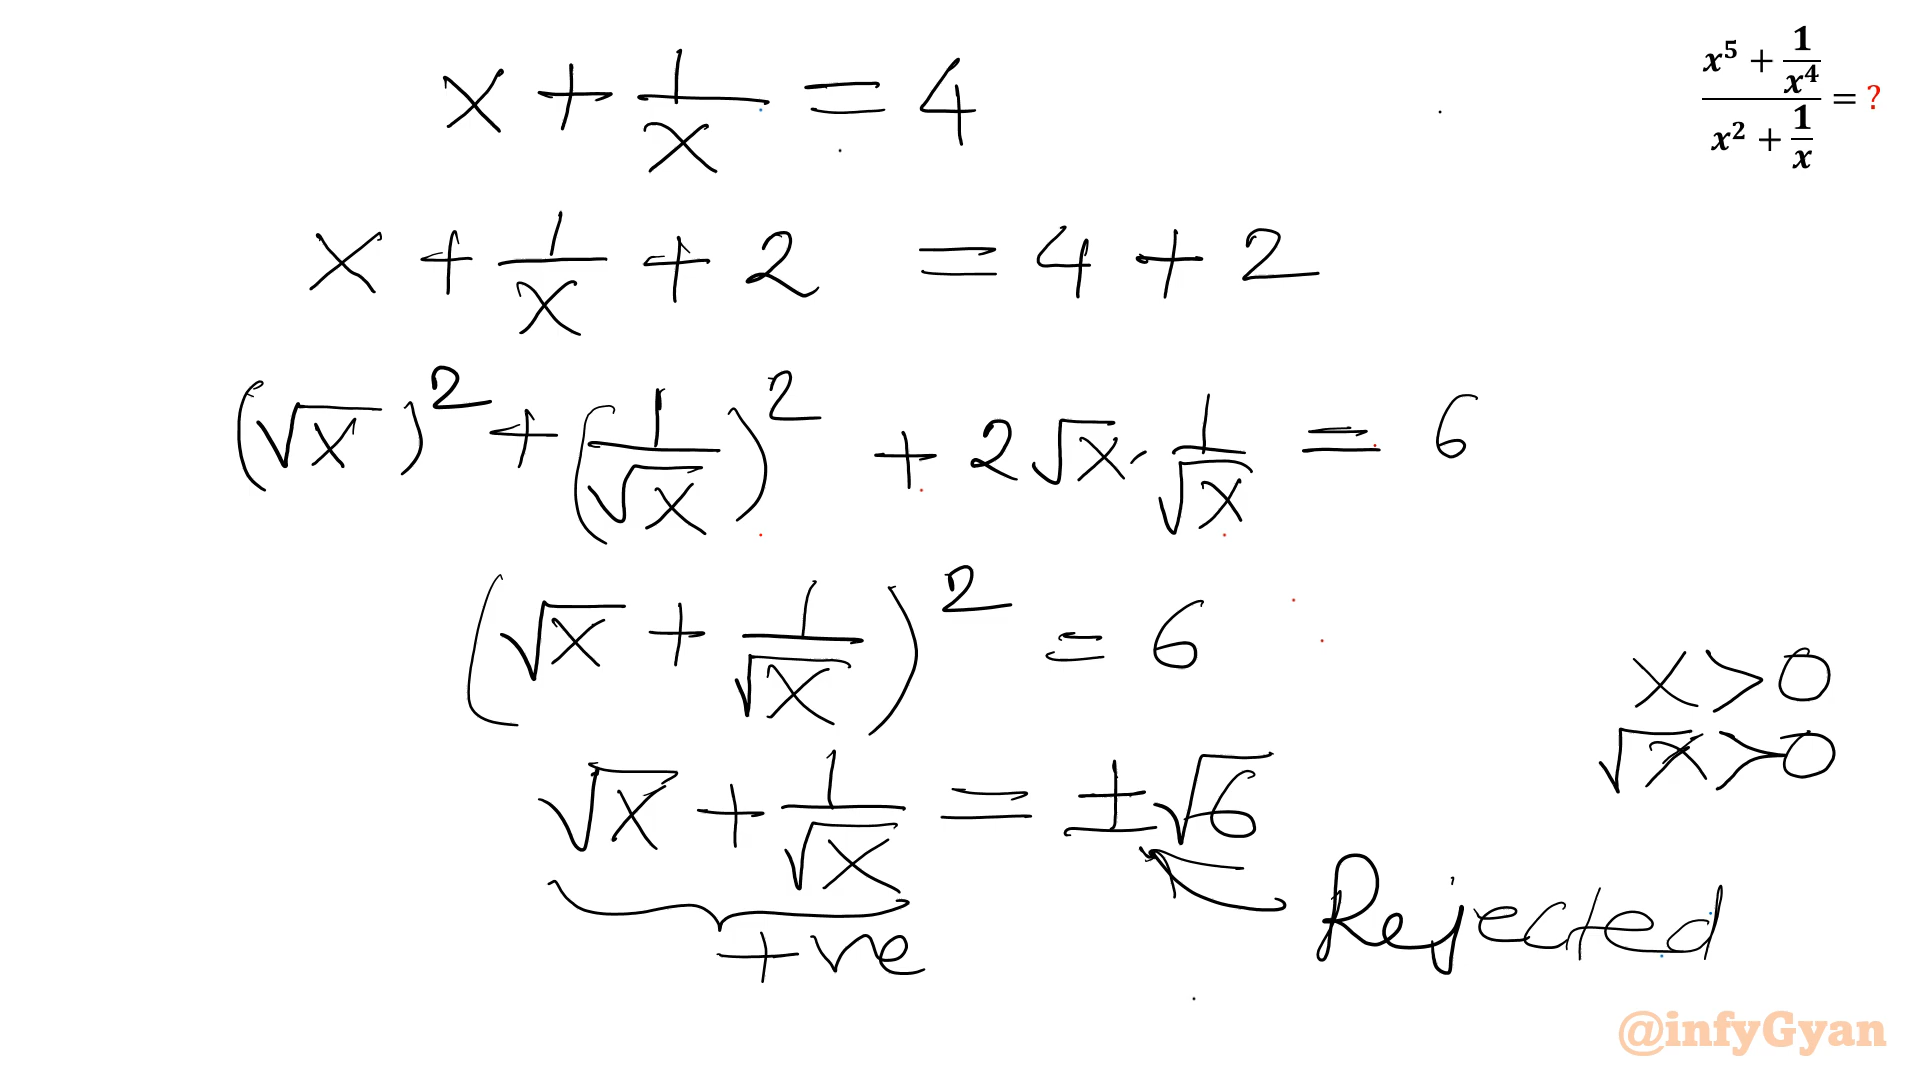 x + 1/x = 4
(x^5 + 1/x^4)/(x^2 + 1/x) = ?
x + 1/x + 2 = 4 + 2
(√x)^2 + (1/√x)^2 + 2√x · 1/√x = 6
(√x + 1/√x)^2 = 6
x > 0
√x > 0
√x + 1/√x = ±√6
+ve
Rejected
@infyGyan